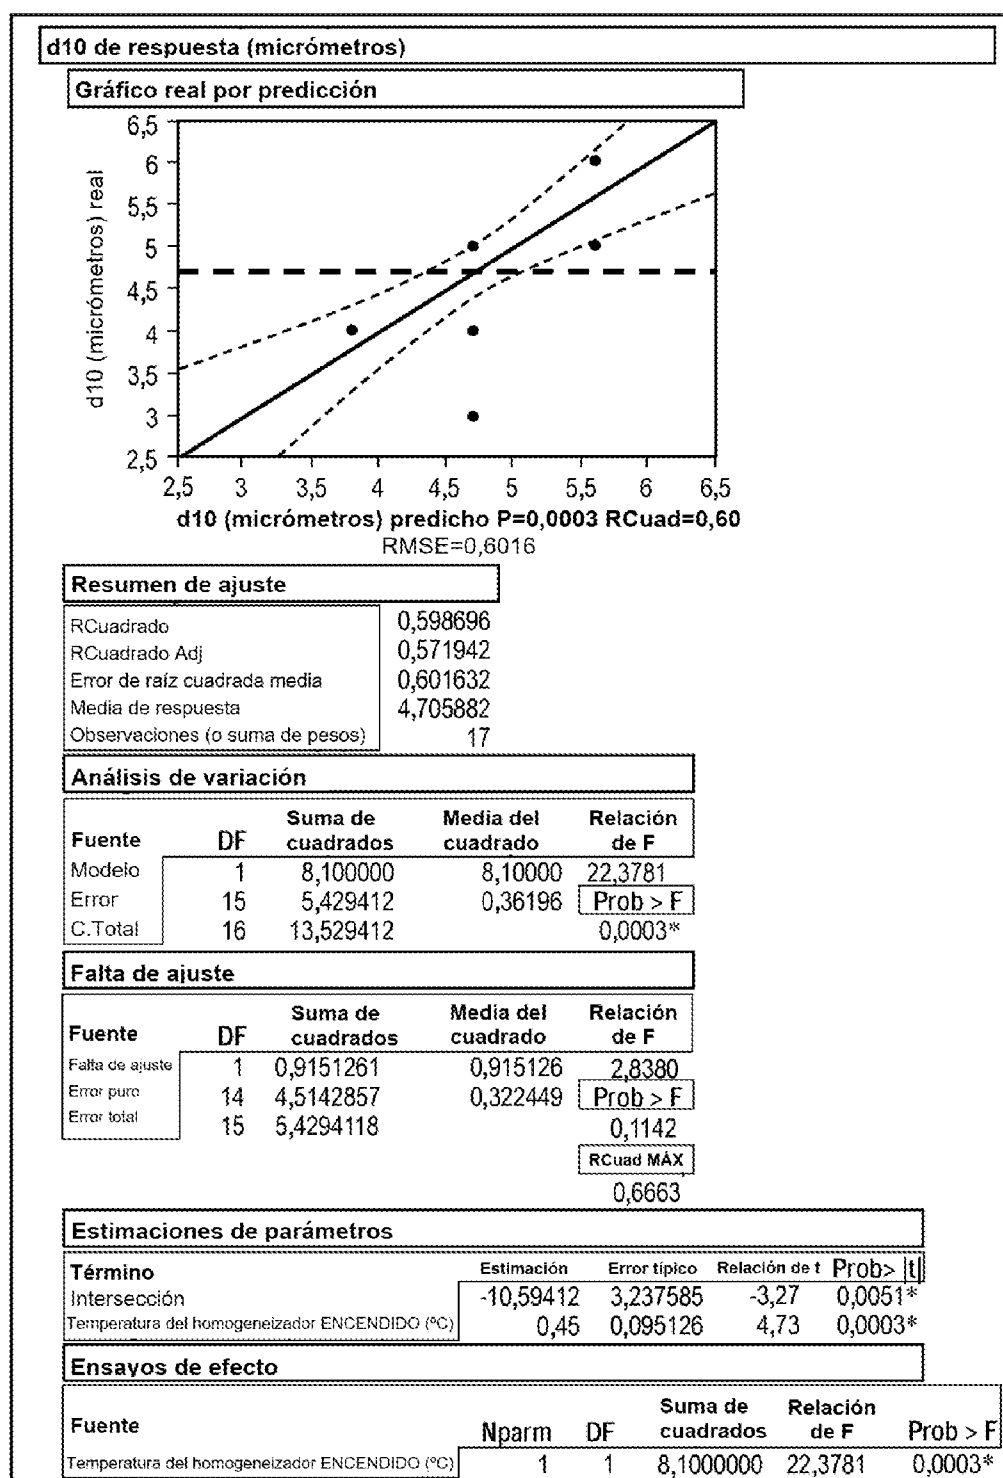 d10 de respuesta (micrómetros)
Gráfico real por predicción
d10 (micrómetros) real
6,5
6
5,5
5
4,5
4
3,5
3
2,5
2,5 3 3,5 4 4,5 5 5,5 6 6,5
d10 (micrómetros) predicho P=0,0003 RCuad=0,60
RMSE=0,6016
Resumen de ajuste
RCuadrado 0,598696
RCuadrado Adj 0,571942
Error de raíz cuadrada media 0,601632
Media de respuesta 4,705882
Observaciones (o suma de pesos) 17
Análisis de variación
Suma de Media del Relación
Fuente DF cuadrados cuadrado de F
Modelo 1 8,100000 8,10000 22,3781
Error 15 5,429412 0,36196 Prob > F
C.Total 16 13,529412 0,0003*
Falta de ajuste
Suma de Media del Relación
Fuente DF cuadrados cuadrado de F
Falta de ajuste 1 0,9151261 0,915126 2,8380
Error puro 14 4,5142857 0,322449 Prob > F
Error total 15 5,4294118 0,1142
RCuad MÁX
0,6663
Estimaciones de parámetros
Término Estimación Error típico Relación de t Prob> |t|
Intersección -10,59412 3,237585 -3,27 0,0051*
Temperatura del homogeneizador ENCENDIDO (ºC) 0,45 0,095126 4,73 0,0003*
Ensayos de efecto
Suma de Relación
Fuente Nparm DF cuadrados de F Prob > F
Temperatura del homogeneizador ENCENDIDO (ºC) 1 1 8,1000000 22,3781 0,0003*